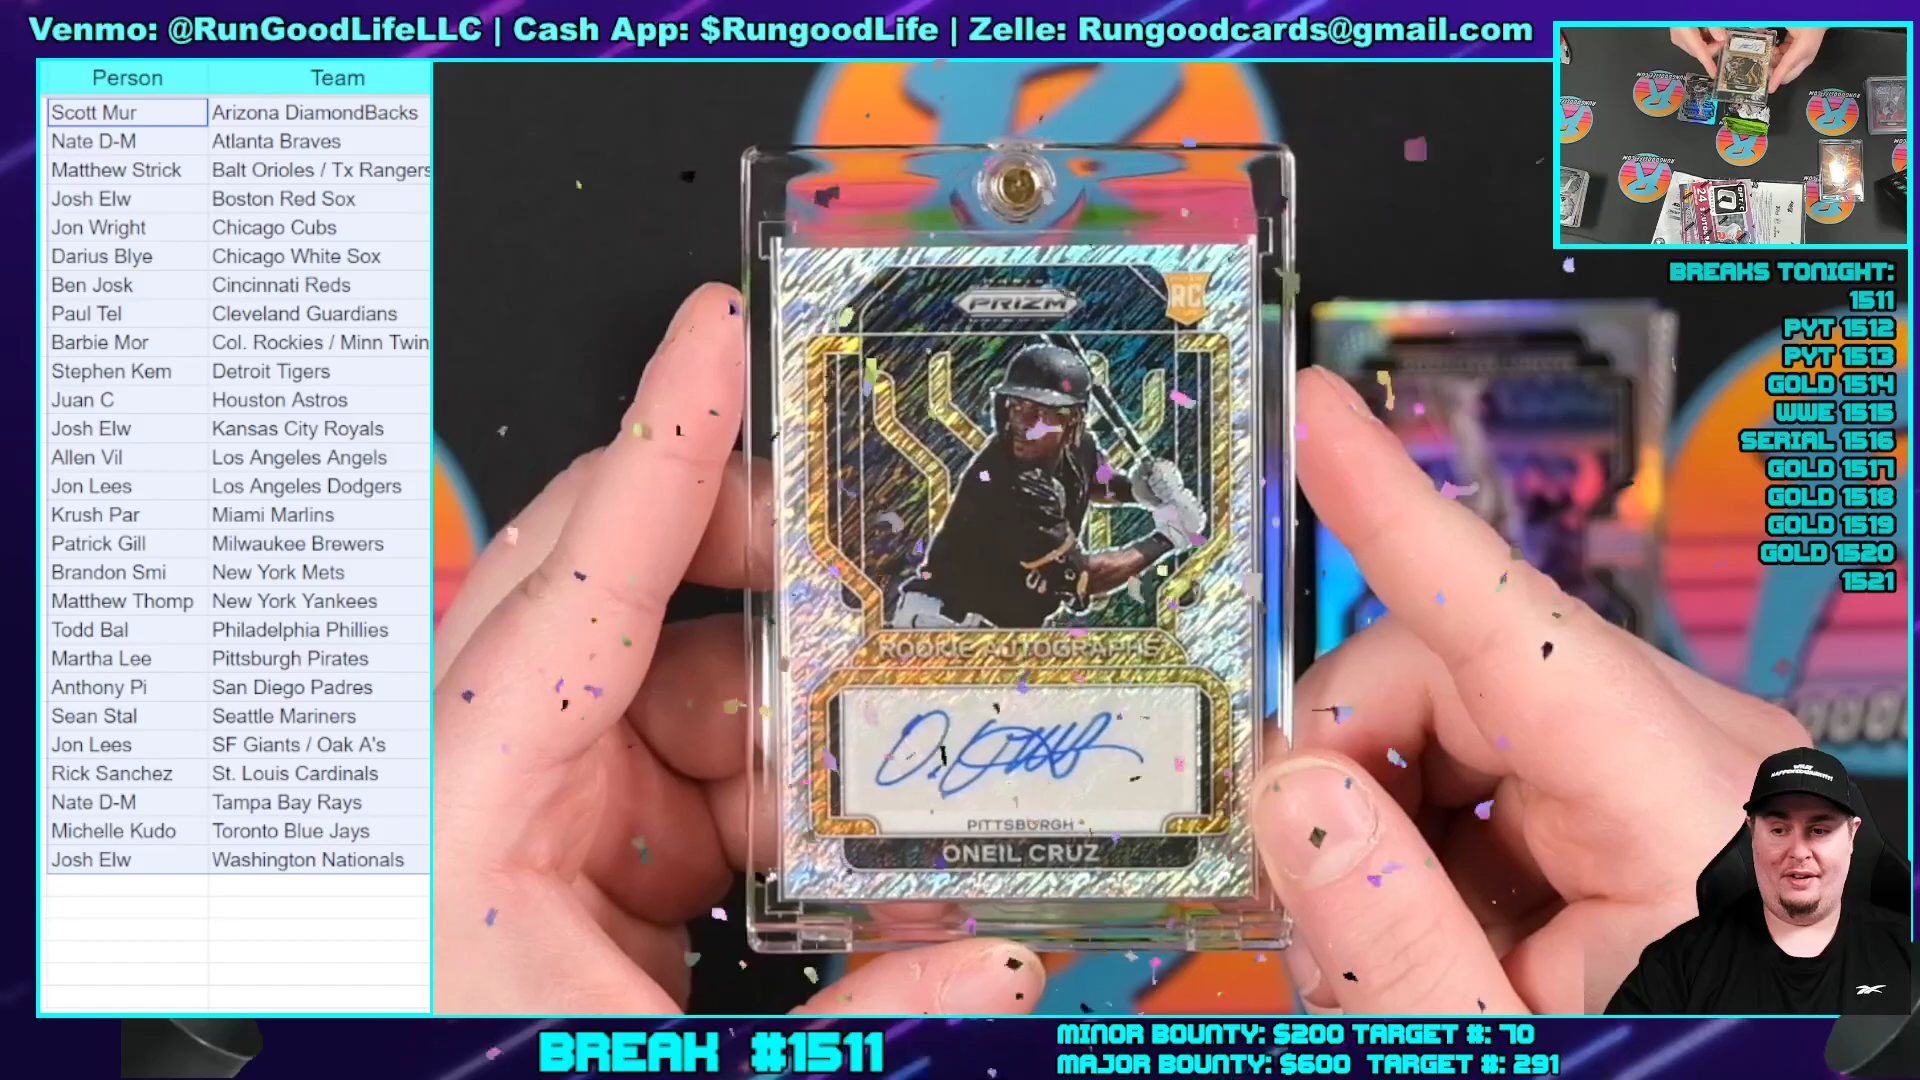 Venmo: @RunGoodLifeLLC | Cash App: $RungoodLife | Zelle: Rungoodcards@gmail.com
Person Team
Scott Mur Arizona DiamondBacks
Nate D-M Atlanta Braves
Matthew Strick Balt Orioles / Tx Rangers
Josh Elw Boston Red Sox
Jon Wright Chicago Cubs
Darius Blye Chicago White Sox
Ben Josk Cincinnati Reds
Paul Tel Cleveland Guardians
Barbie Mor Col. Rockies / Minn Twin
Stephen Kem Detroit Tigers
Juan C Houston Astros
Josh Elw Kansas City Royals
Allen Vil Los Angeles Angels
Jon Lees Los Angeles Dodgers
Krush Par Miami Marlins
Patrick Gill Milwaukee Brewers
Brandon Smi New York Mets
Matthew Thomp New York Yankees
Todd Bal Philadelphia Phillies
Martha Lee Pittsburgh Pirates
Anthony Pi San Diego Padres
Sean Stal Seattle Mariners
Jon Lees SF Giants / Oak A's
Rick Sanchez St. Louis Cardinals
Nate D-M Tampa Bay Rays
Michelle Kudo Toronto Blue Jays
Josh Elw Washington Nationals
PRIZM
RC
ROOKIE AUTOGRAPHS
PITTSBURGH
ONEIL CRUZ
BREAKS TONIGHT:
1511
PYT 1512
PYT 1513
GOLD 1514
WWE 1515
SERIAL 1516
GOLD 1517
GOLD 1518
GOLD 1519
GOLD 1520
1521
BREAK #1511
MINOR BOUNTY: $200 TARGET #: 70
MAJOR BOUNTY: $600 TARGET #: 291